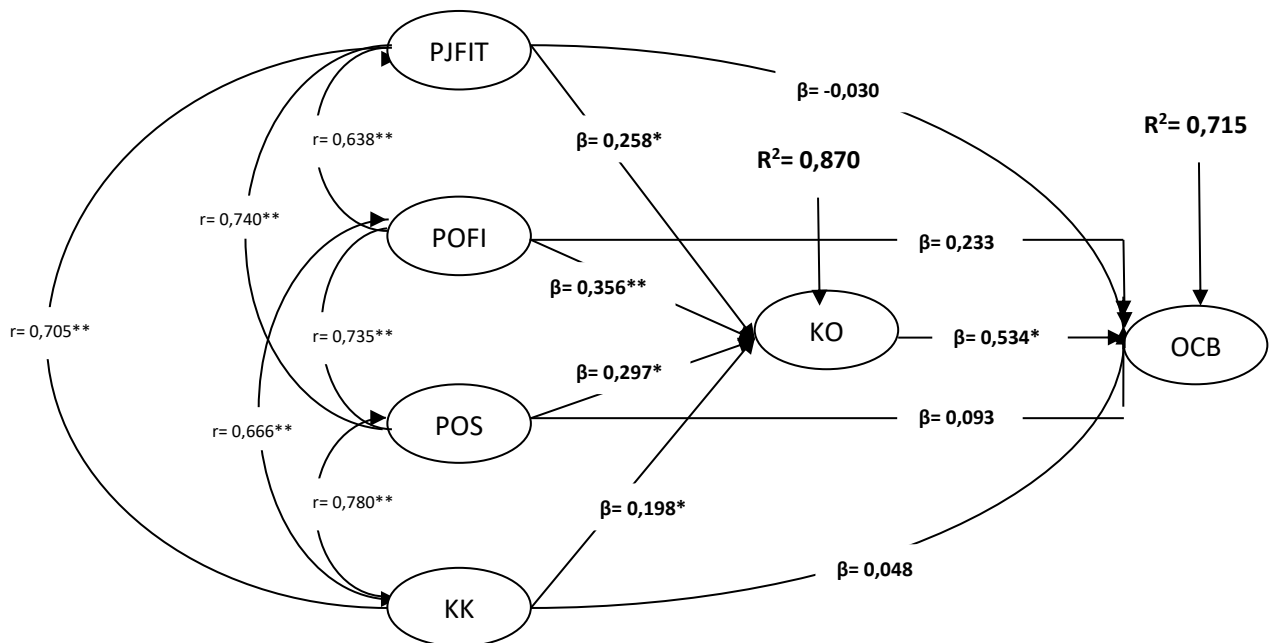 PJFIT
β= -0,030
R²= 0,715
r= 0,638**
β= 0,258*
R²= 0,870
r= 0,740**
POFI
β= 0,233
β= 0,356**
r= 0,705**
r= 0,735**
KO
β= 0,534*
OCB
β= 0,297*
r= 0,666**
POS
β= 0,093
r= 0,780**
β= 0,198*
β= 0,048
KK